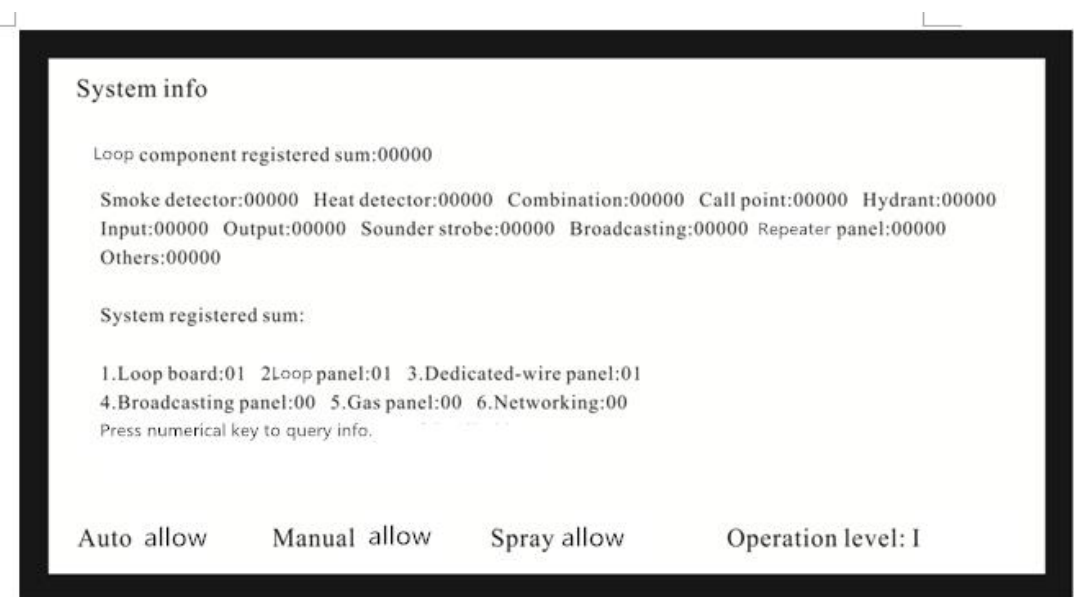 System info
Loop component registered sum:00000
Smoke detector:00000 Heat detector:00000 Combination:00000 Call point:00000 Hydrant:00000
Input:00000 Output:00000 Sounder strobe:00000 Broadcasting:00000 Repeater panel:00000
Others:00000
System registered sum:
1.Loop board:01 2Loop panel:01 3.Dedicated-wire panel:01
4.Broadcasting panel:00 5.Gas panel:00 6.Networking:00
Press numerical key to query info.
Auto allow Manual allow Spray allow Operation level: I